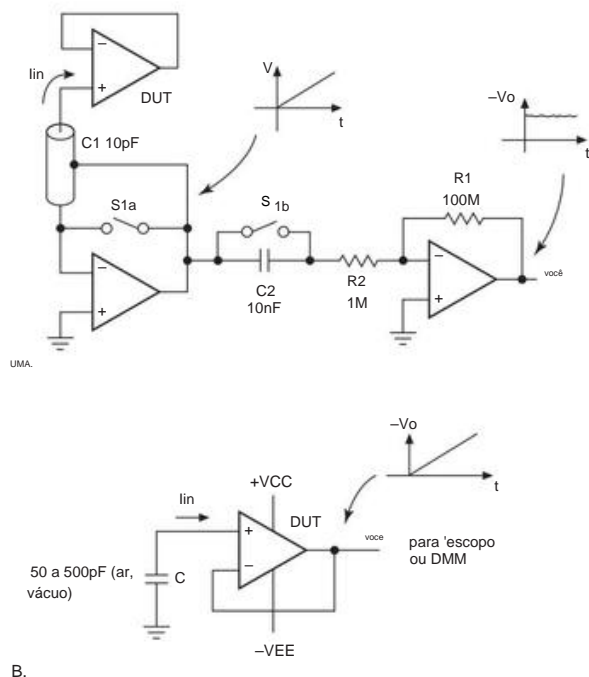 Iin
–
+
DUT
C1 10pF
V
t
–Vo
t
S1a
S 1b
R1
100M
–
+
C2
10nF
R2
1M
–
+
você
UMA.
–Vo
t
+VCC
Iin
DUT
+
–
voce
para 'escopo
ou DMM
50 a 500pF (ar,
vácuo)
C
–VEE
B.